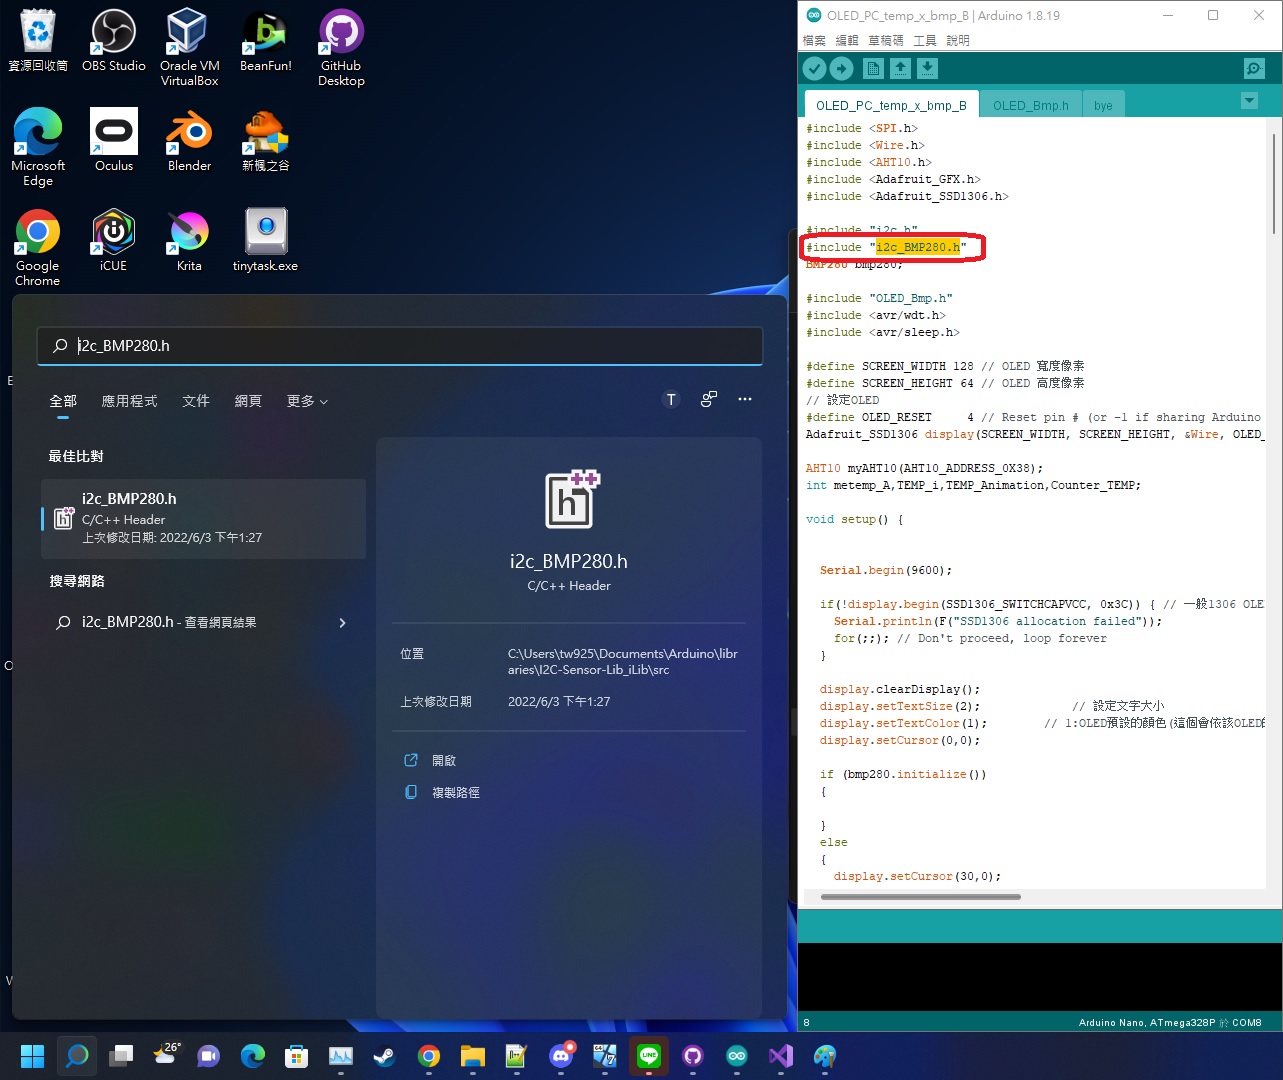 資源回收筒
OBS Studio
Oracle VM
VirtualBox
BeanFun!
GitHub
Desktop
Microsoft
Edge
Oculus
Blender
新楓之谷
Google
Chrome
iCUE
Krita
tinytask.exe
i2c_BMP280.h
全部
應用程式
文件
網頁
更多
T
最佳比對
i2c_BMP280.h
C/C++ Header
上次修改日期: 2022/6/3 下午1:27
搜尋網路
i2c_BMP280.h - 查看網頁結果
h
i2c_BMP280.h
C/C++ Header
位置
C:\Users\tw925\Documents\Arduino\libr
aries\I2C-Sensor-Lib_iLib\src
上次修改日期
2022/6/3 下午1:27
開啟
複製路徑
OLED_PC_temp_x_bmp_B | Arduino 1.8.19
檔案 編輯 草稿碼 工具 說明
OLED_PC_temp_x_bmp_B
OLED_Bmp.h
bye
#include <SPI.h>
#include <Wire.h>
#include <AHT10.h>
#include <Adafruit_GFX.h>
#include <Adafruit_SSD1306.h>
#include "i2c.h"
#include "i2c_BMP280.h"
BMP280 bmp280;
#include "OLED_Bmp.h"
#include <avr/wdt.h>
#include <avr/sleep.h>
#define SCREEN_WIDTH 128 // OLED 寬度像素
#define SCREEN_HEIGHT 64 // OLED 高度像素
// 設定OLED
#define OLED_RESET     4 // Reset pin # (or -1 if sharing Arduino
Adafruit_SSD1306 display(SCREEN_WIDTH, SCREEN_HEIGHT, &Wire, OLED_
AHT10 myAHT10(AHT10_ADDRESS_0X38);
int metemp_A,TEMP_i,TEMP_Animation,Counter_TEMP;
void setup() {
Serial.begin(9600);
if(!display.begin(SSD1306_SWITCHCAPVCC, 0x3C)) { // 一般1306 OLE
Serial.println(F("SSD1306 allocation failed"));
for(;;); // Don't proceed, loop forever
}
display.clearDisplay();
display.setTextSize(2);             // 設定文字大小
display.setTextColor(1);        // 1:OLED預設的顏色(這個會依該OLED
display.setCursor(0,0);
if (bmp280.initialize())
{
}
else
{
display.setCursor(30,0);
8
Arduino Nano, ATmega328P 於 COM8
26°
LINE